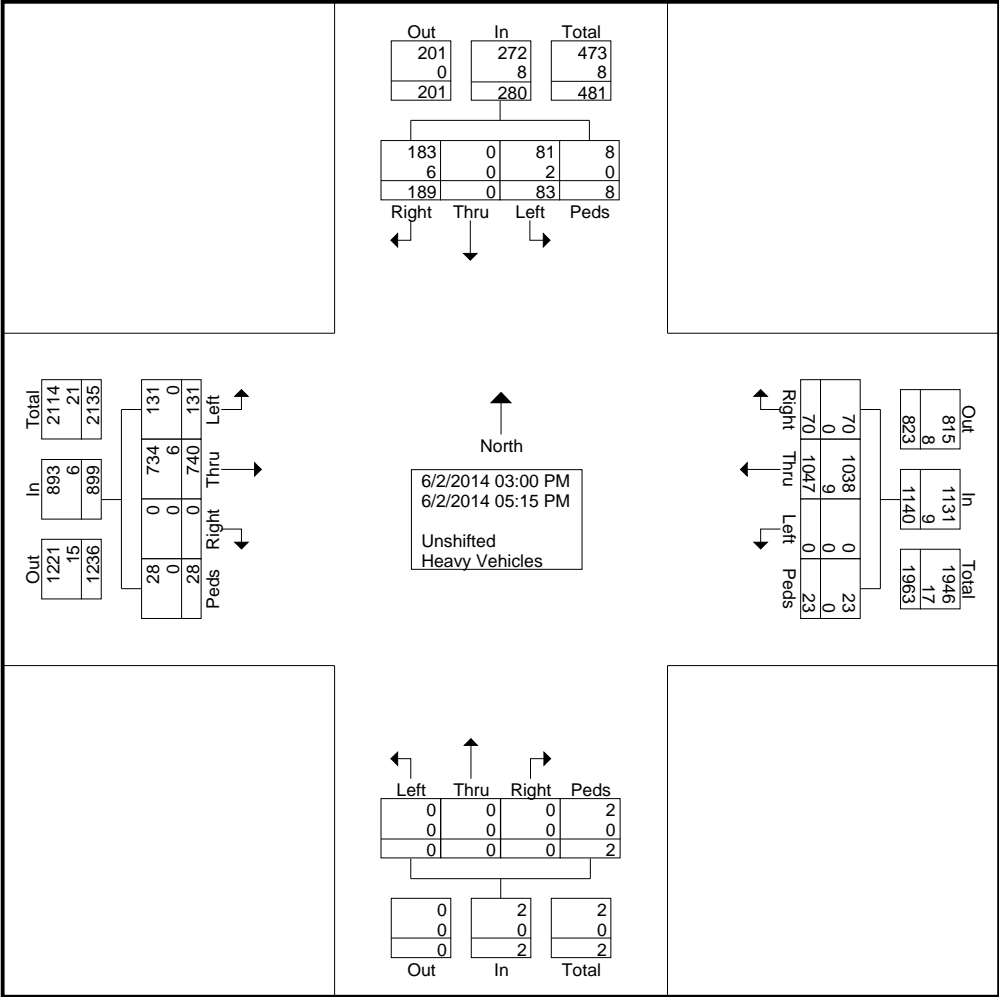 Out In Total
201 272 473
0 8 8
201 280 481
183 0 81 8
6 0 2 0
189 0 83 8
Right Thru Left Peds
Total
2114
21
2135
In
893
6
899
Out
1221
15
1236
131 0 131 Left
734 6 740 Thru
0 0 0 Right
28 0 28 Peds
North
6/2/2014 03:00 PM
6/2/2014 05:15 PM
Unshifted
Heavy Vehicles
Right 70 0 70
Thru 1047 9 1038
Left 0 0 0
Peds 23 0 23
Out
815
8
823
In
1131
9
1140
Total
1946
17
1963
Left Thru Right Peds
0 0 0 2
0 0 0 0
0 0 0 2
0 2 2
0 0 0
0 2 2
Out In Total